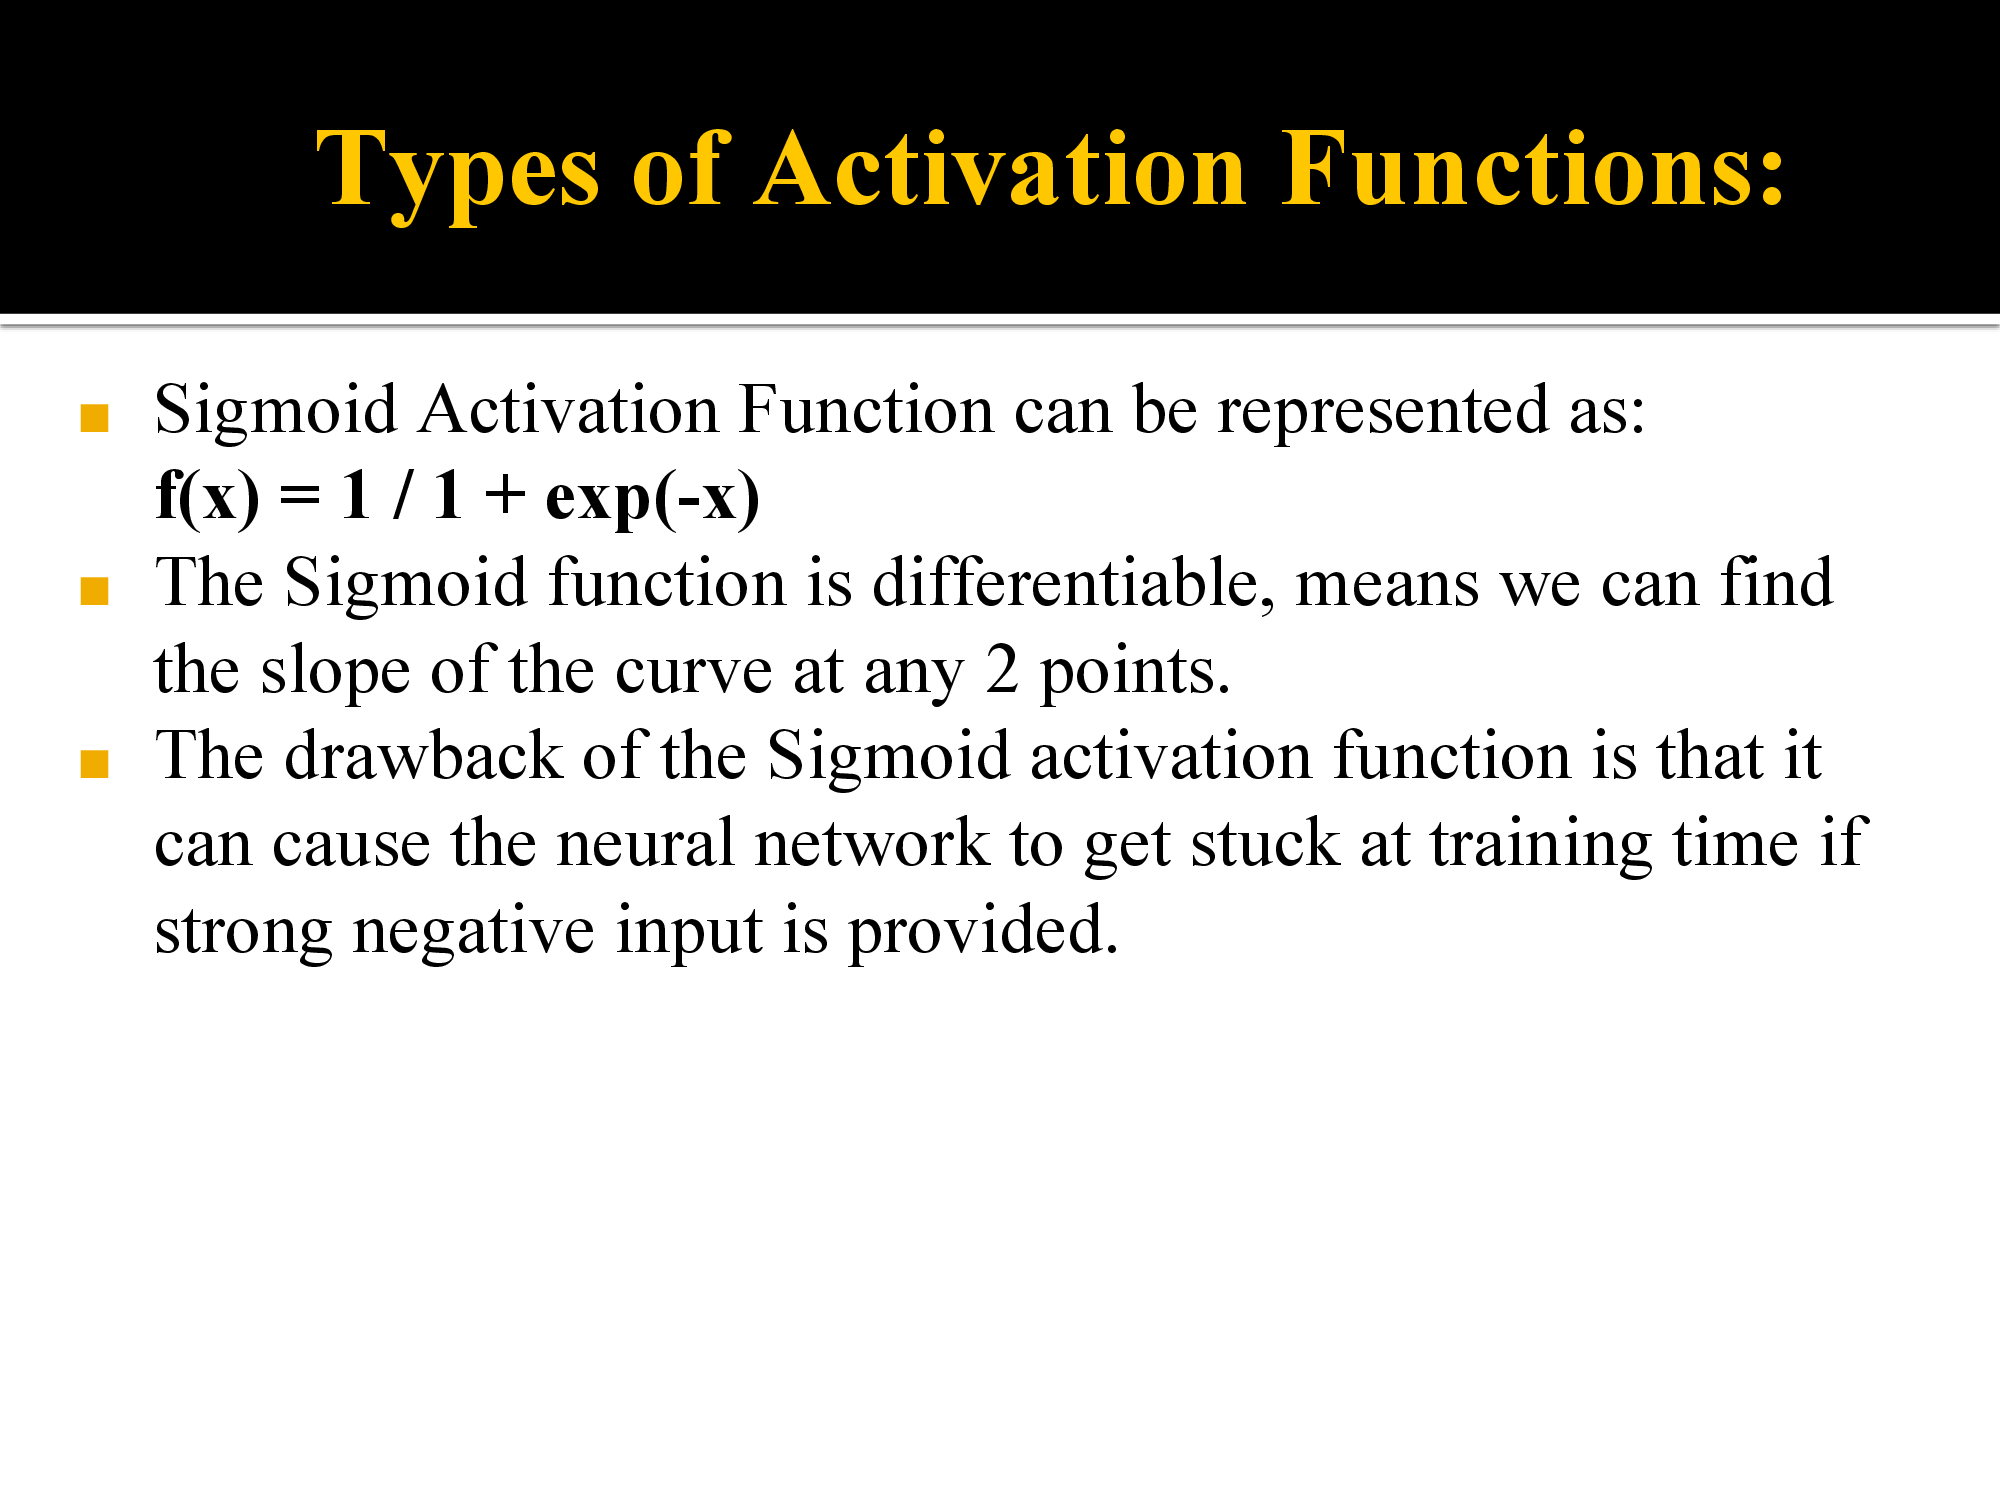 Types of Activation Functions:
Sigmoid Activation Function can be represented as:
f(x) = 1 / 1 + exp(-x)
The Sigmoid function is differentiable, means we can find
the slope of the curve at any 2 points.
The drawback of the Sigmoid activation function is that it
can cause the neural network to get stuck at training time if
strong negative input is provided.